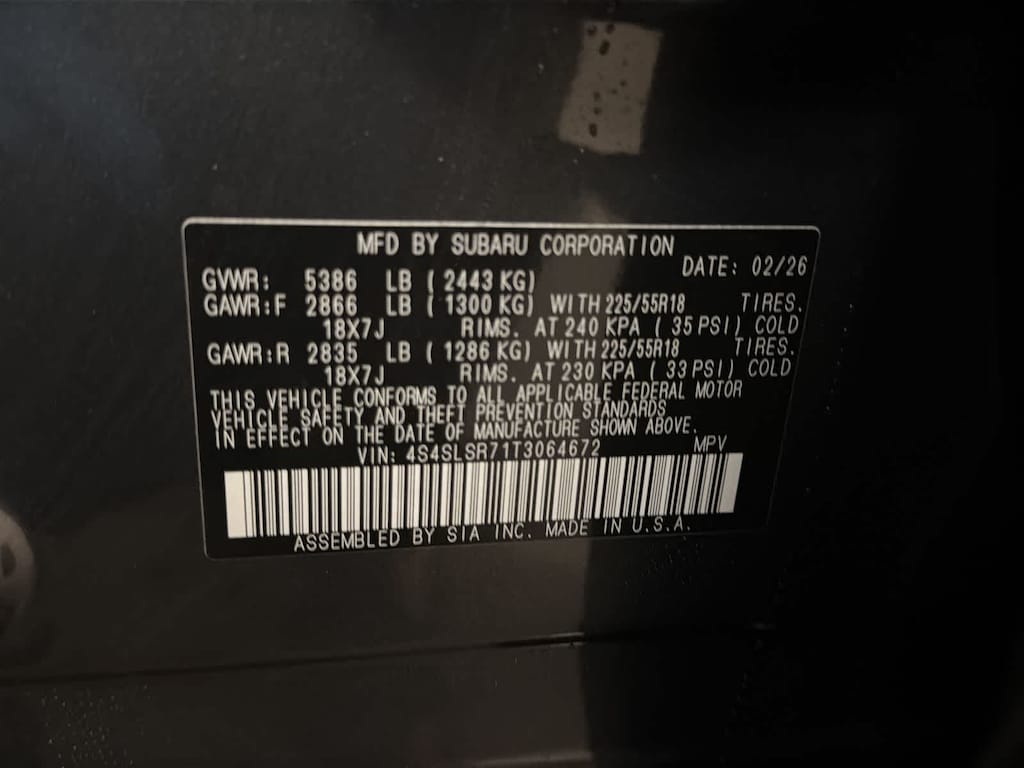 MFD BY SUBARU CORPORATION
DATE: 02/26
GVWR: 5386 LB ( 2443 KG)
GAWR:F 2866 LB ( 1300 KG) WITH 225/55R18 TIRES.
18X7J RIMS. AT 240 KPA ( 35 PSI) COLD
GAWR:R 2835 LB ( 1286 KG) WITH 225/55R18 TIRES.
18X7J RIMS. AT 230 KPA ( 33 PSI) COLD
THIS VEHICLE CONFORMS TO ALL APPLICABLE FEDERAL MOTOR
VEHICLE SAFETY AND THEFT PREVENTION STANDARDS
IN EFFECT ON THE DATE OF MANUFACTURE SHOWN ABOVE.
VIN: 4S4SLSR71T3064672 MPV
ASSEMBLED BY SIA INC. MADE IN U.S.A.